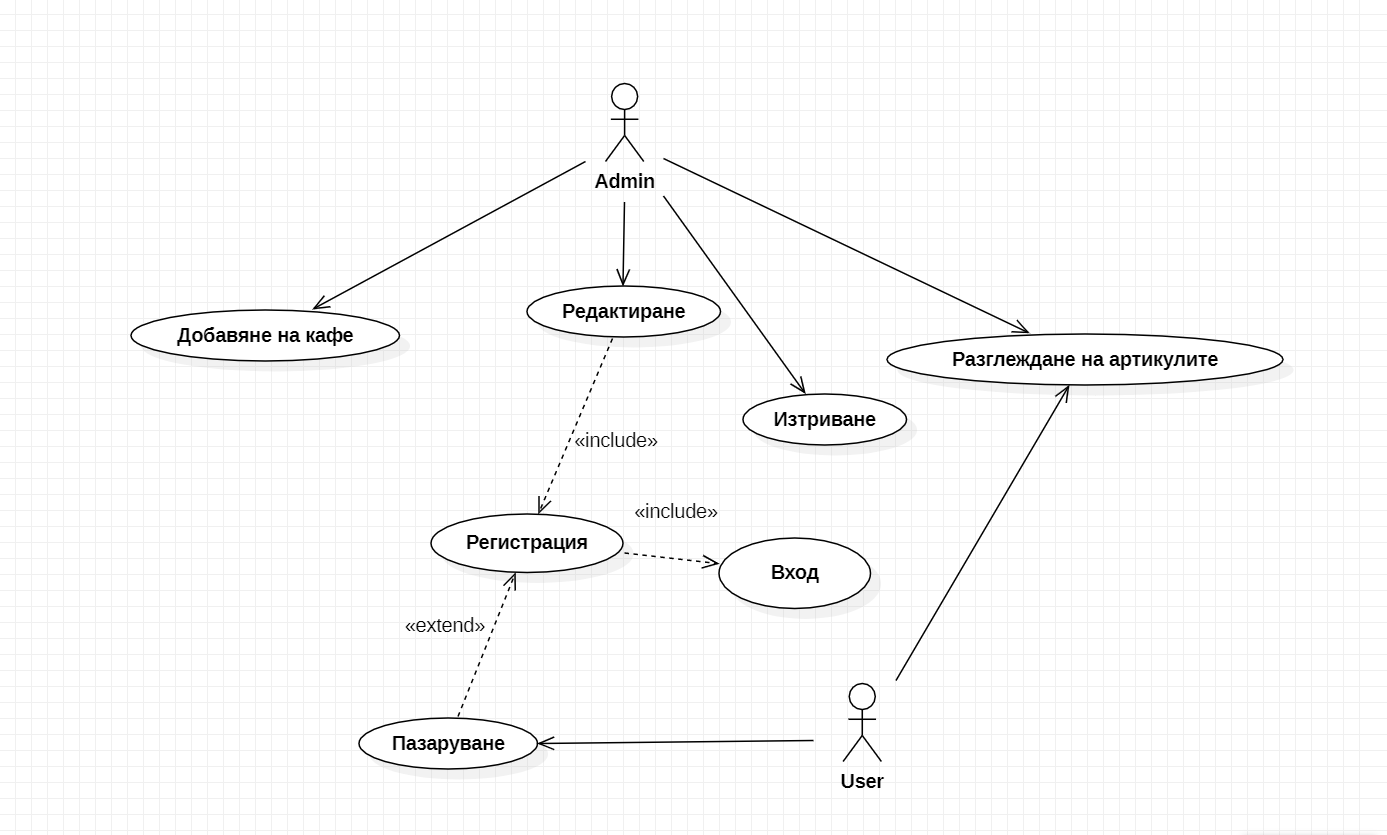 Admin
Редактиране
Добавяне на кафе
Разглеждане на артикулите
Изтриване
«include»
«include»
Регистрация
Вход
«extend»
Пазаруване
User